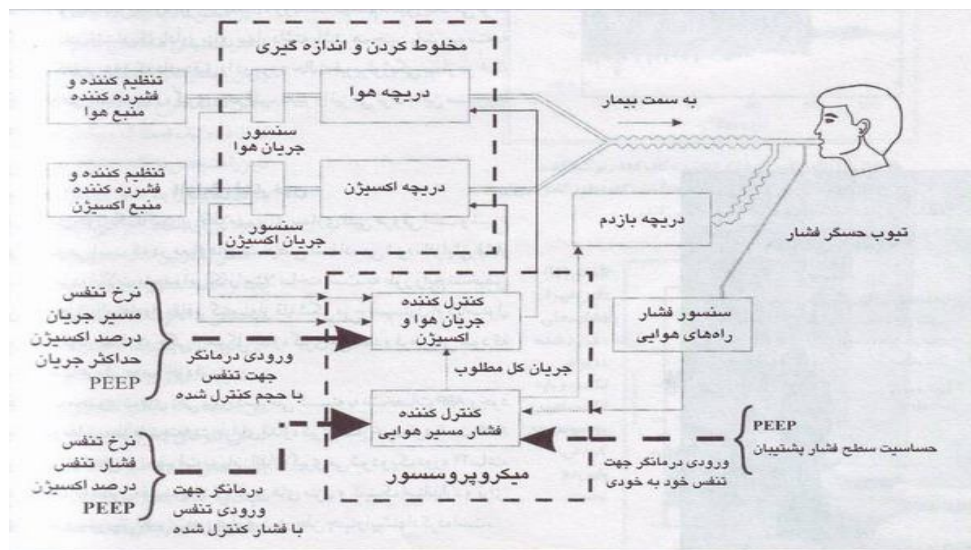 مخلوط کردن و اندازه گیری
تنظیم کننده و
فشرده کننده
منبع هوا
دریچه هوا
سنسور
جریان هوا
تنظیم کننده و
فشرده کننده
منبع اکسیژن
دریچه اکسیژن
سنسور
جریان اکسیژن
به سمت بیمار
دریچه بازدم
تیوب حسگر فشار
سنسور فشار
راه‌های هوایی
کنترل کننده
جریان هوا و
اکسیژن
جریان کل مطلوب
کنترل کننده
فشار مسیر هوایی
میکروپروسسور
نرخ تنفس
مسیر جریان
درصد اکسیژن
حداکثر جریان
PEEP
ورودی درمانگر
جهت تنفس
با حجم کنترل شده
نرخ تنفس
فشار تنفس
درصد اکسیژن
PEEP
درمانگر جهت
ورودی تنفس
با فشار کنترل شده
PEEP
حساسیت سطح فشار پشتیبان
ورودی درمانگر جهت
تنفس خود به خودی